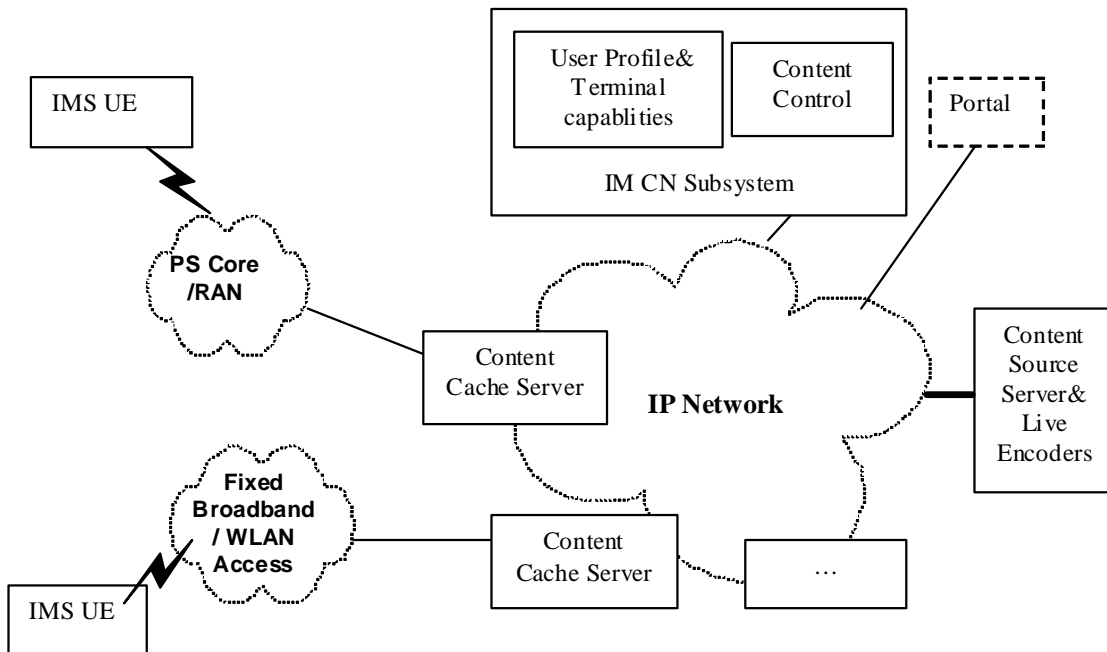 User Profile&
Terminal
capablities
Content
Control
IM CN Subsystem
Portal
IMS UE
PS Core
/RAN
Content
Cache Server
IP Network
Content
Source
Server&
Live
Encoders
Fixed
Broadband
/ WLAN
Access
Content
Cache Server
…
IMS UE